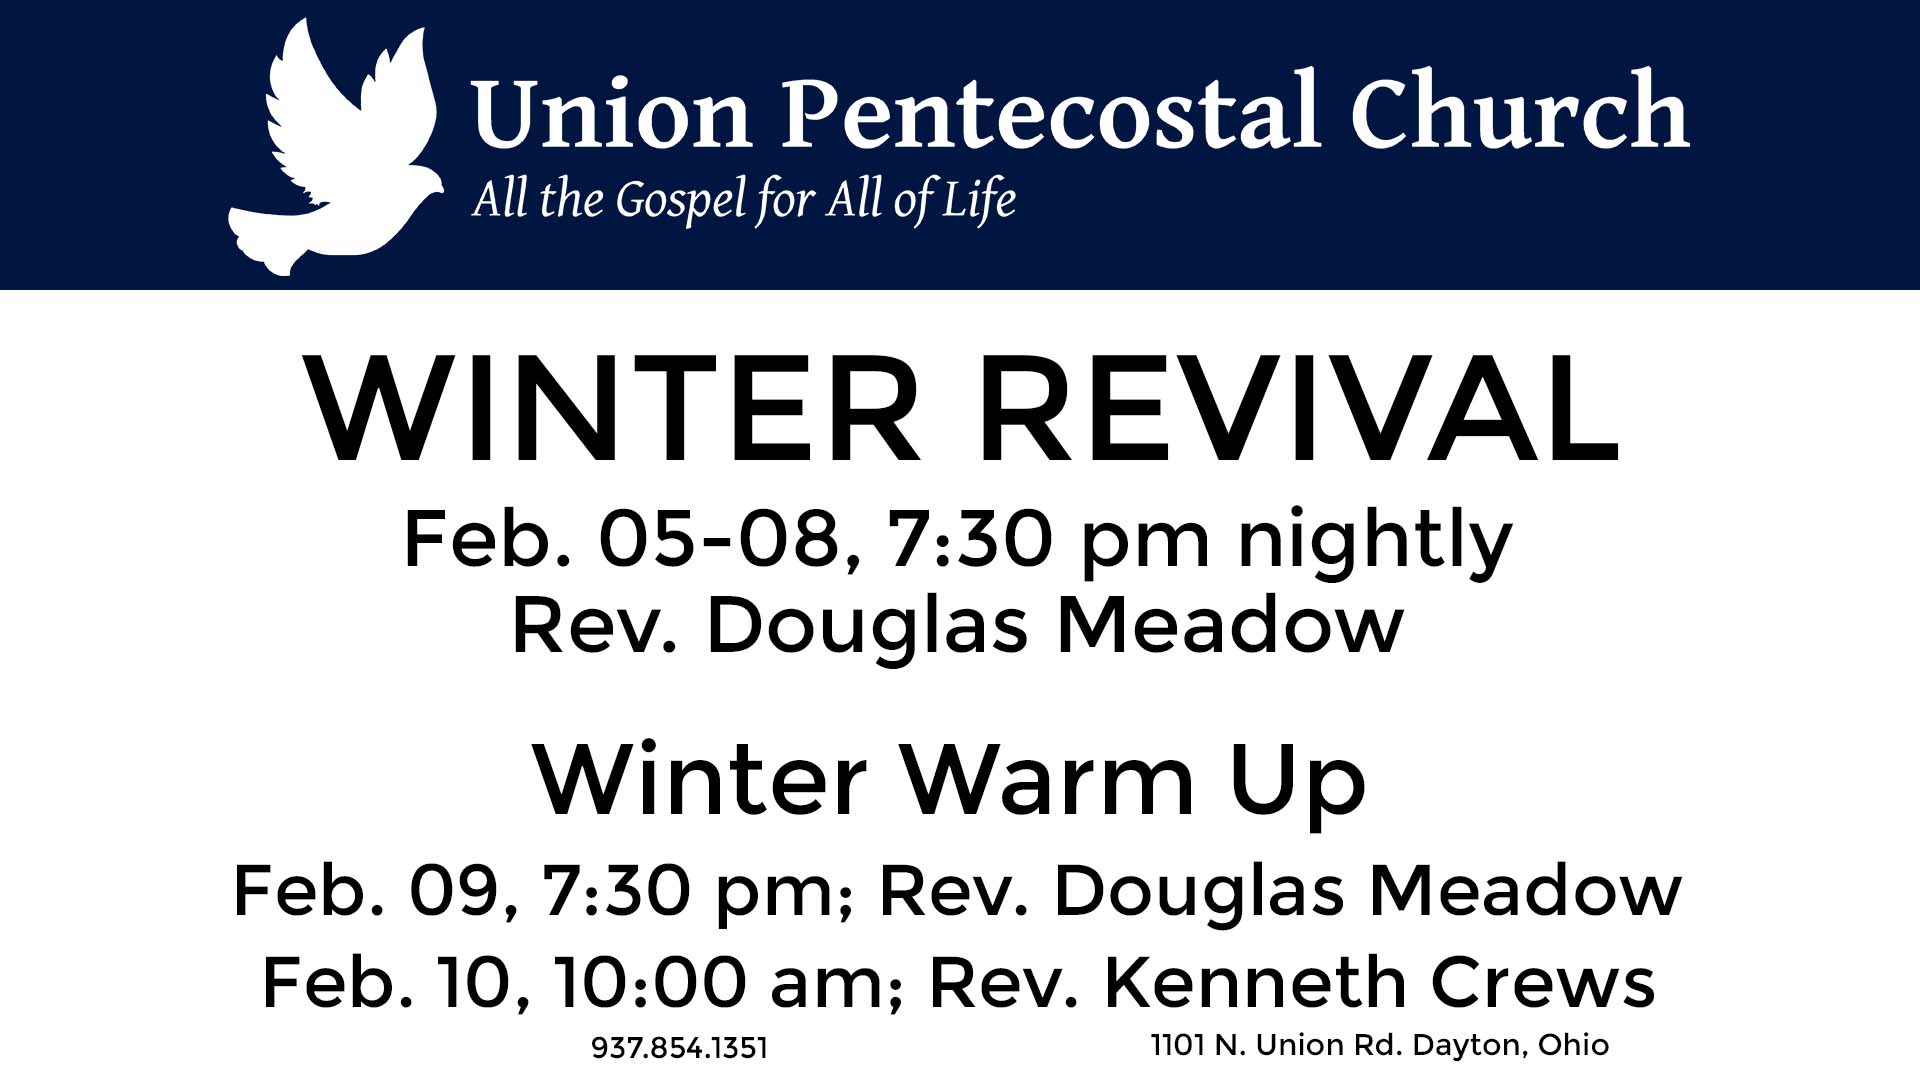 Union Pentecostal Church
All the Gospel for All of Life
WINTER REVIVAL
Feb. 05-08, 7:30 pm nightly
Rev. Douglas Meadow
Winter Warm Up
Feb. 09, 7:30 pm; Rev. Douglas Meadow
Feb. 10, 10:00 am; Rev. Kenneth Crews
937.854.1351
1101 N. Union Rd. Dayton, Ohio